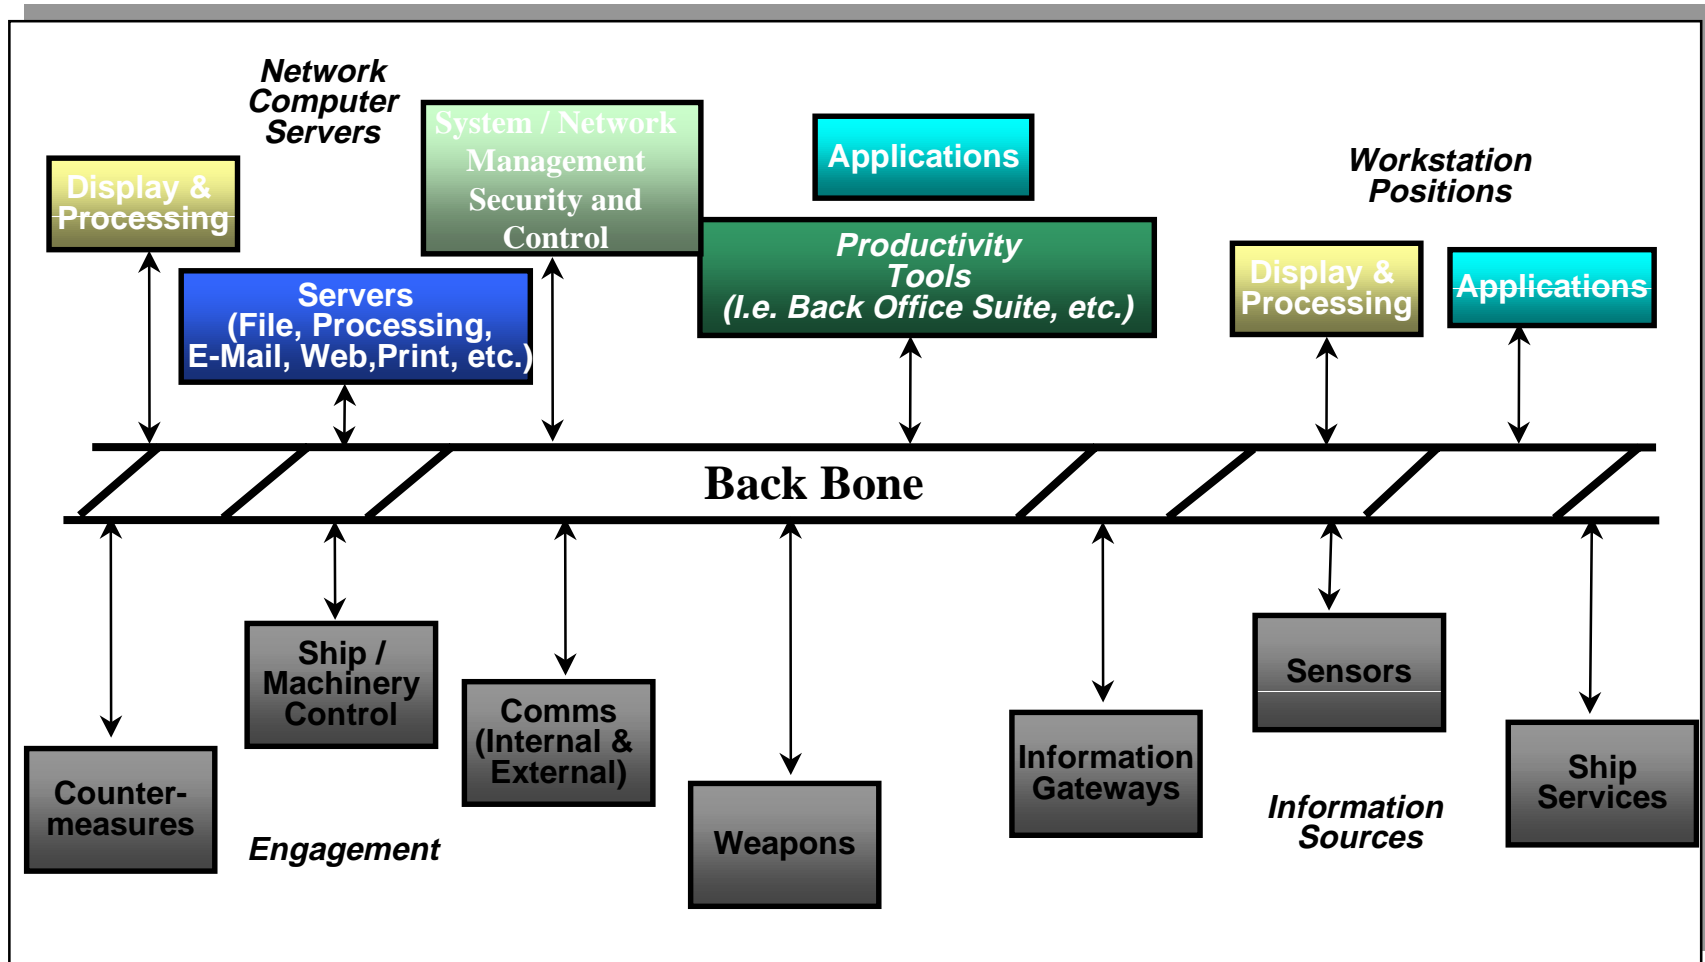 Network
Computer
Servers
System / Network
Management
Security and
Control
Applications
Workstation
Positions
Display &
Processing
Productivity
Tools
(I.e. Back Office Suite, etc.)
Display &
Processing
Applications
Servers
(File, Processing,
E-Mail, Web,Print, etc.)
Back Bone
Ship /
Machinery
Control
Sensors
Comms
(Internal &
External)
Information
Gateways
Ship
Services
Counter-
measures
Engagement
Weapons
Information
Sources